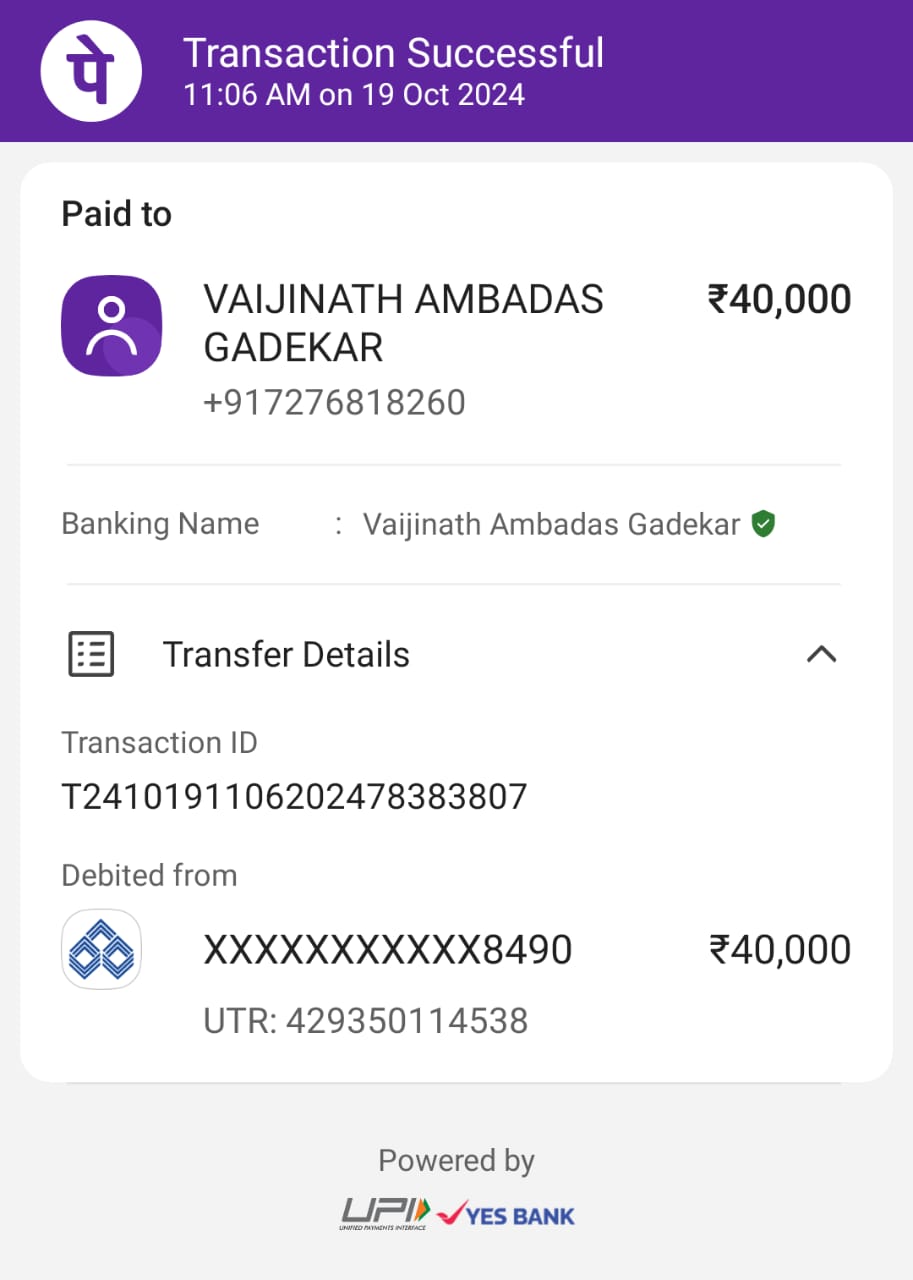 पे
Transaction Successful
11:06 AM on 19 Oct 2024
Paid to
VAIJINATH AMBADAS ₹40,000
GADEKAR
+917276818260
Banking Name : Vaijinath Ambadas Gadekar
Transfer Details
Transaction ID
T2410191106202478383807
Debited from
XXXXXXXXXXX8490 ₹40,000
UTR: 429350114538
Powered by
UPI YES BANK
UNIFIED PAYMENTS INTERFACE